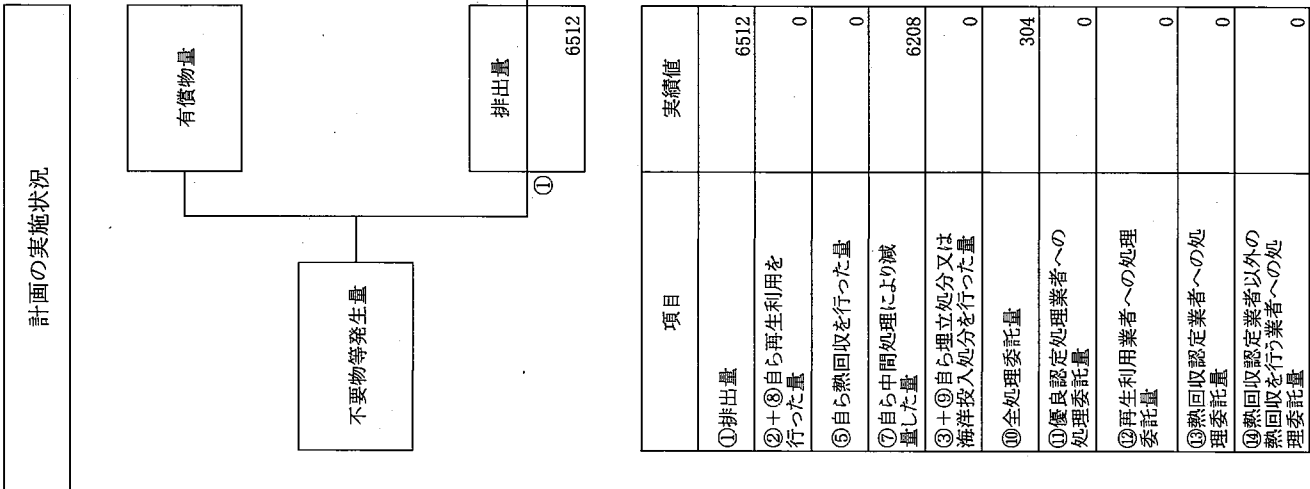 計画の実施状況
不要物等発生量
有償物量
排出量
①
6512
項目
実績値
①排出量
6512
②+⑧自ら再生利用を
行った量
0
⑤自ら熱回収を行った量
0
⑦自ら中間処理により減
量した量
6208
③+⑨自ら埋立処分又は
海洋投入処分を行った量
0
⑩全処理委託量
304
⑪優良認定処理業者への
処理委託量
0
⑫再生利用業者への処理
委託量
0
⑬熱回収認定業者への処
理委託量
0
⑭熱回収認定業者以外の
熱回収を行う業者への処
理委託量
0